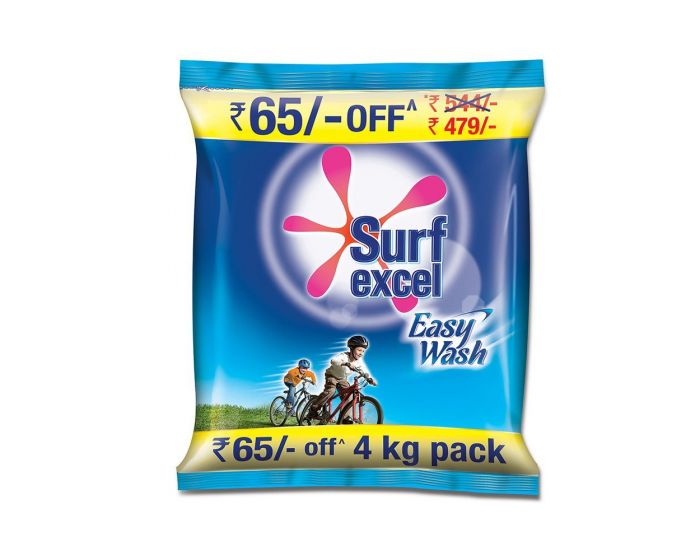 ₹65/-OFF^
*₹ 544/-
₹ 479/-
Surf
excel
Easy
Wash
₹65/- off^ 4 kg pack